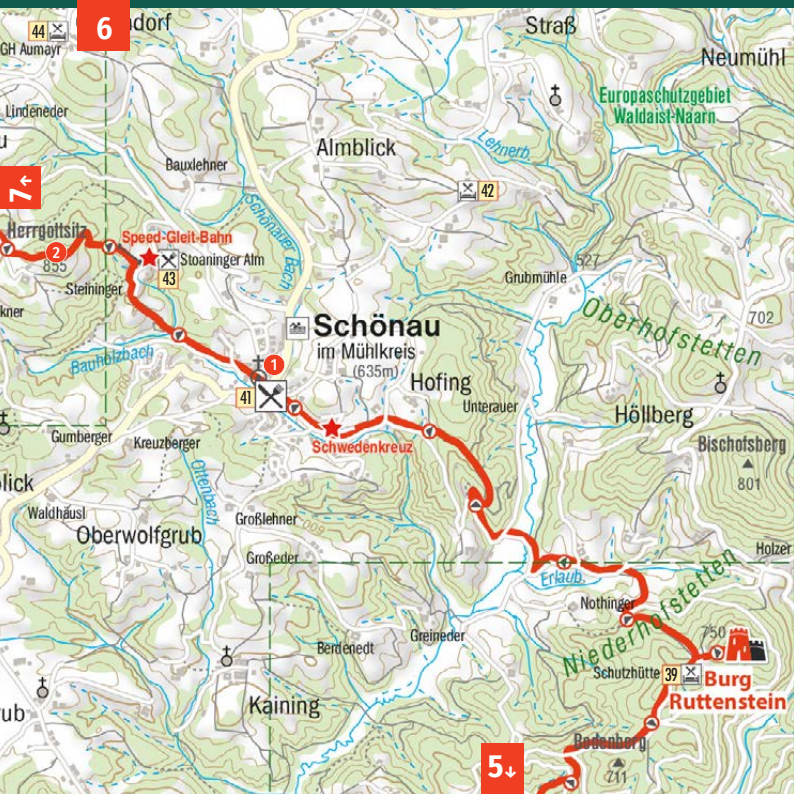 6
44
dorf
GH Aumayr
Straß
Neumühl
Europaschutzgebiet
Waldaist-Naarn
Lindeneder
Almblick
Lehnerb.
Bauxlehner
42
7←
Schönauer Bach
Herrgottsitz
2
855
Speed-Gleit-Bahn
Stoaninger Alm
43
Steininger
527
Grubmühle
Oberhofstetten
702
Schönau
im Mühlkreis
(635m)
Bauholzbach
700
1
41
Hofing
Unterauer
Höllberg
Schwedenkreuz
Gumberger
Kreuzberger
Bischofsberg
801
Ottenbach
Waldhäusl
Oberwolfgrub
Großlehner
600
Großeder
Holzer
Erlaub.
Nothinger
Niederhofstetten
Greineder
Berdenedt
750
Schutzhütte
39
Burg
Ruttenstein
Kaining
Bodenberg
711
5↓